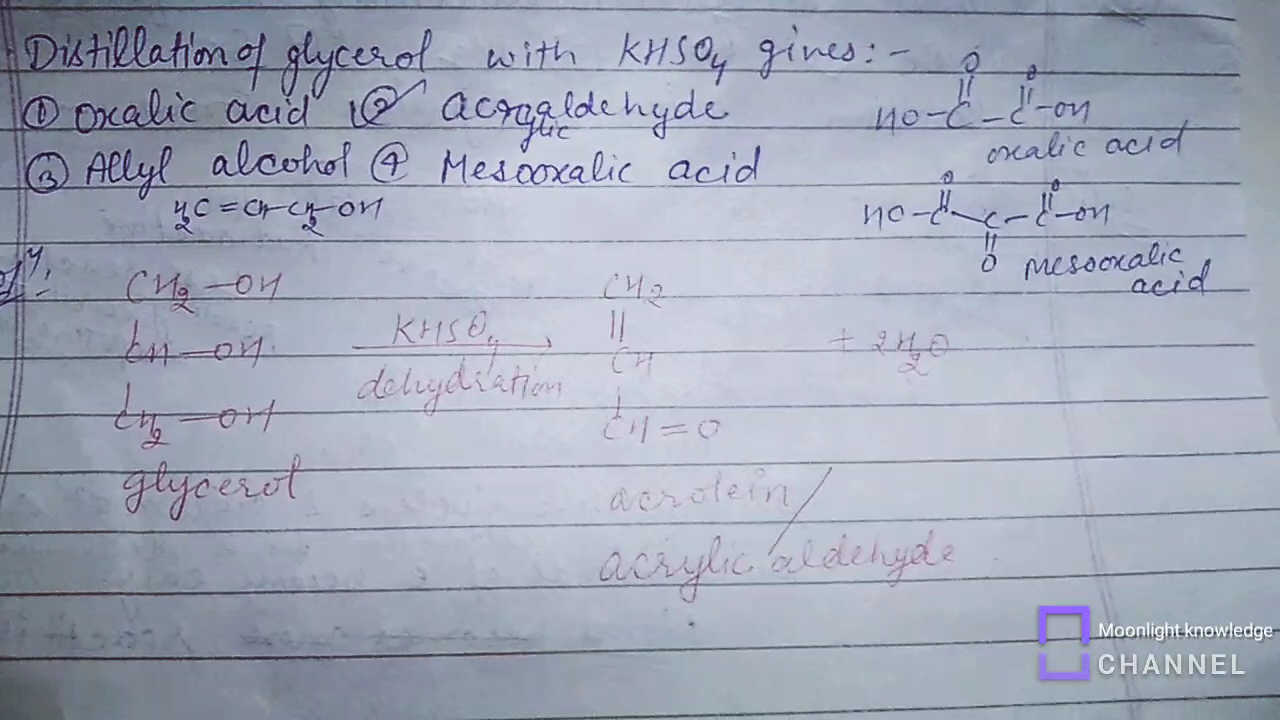 Distillation of glycerol with KHSO4 gives:-
① Oxalic acid ② acryaldehyde
lic
③ Allyl alcohol ④ Mesooxalic acid
H2C=CH-CH2-OH
O O
HO-C-C-OH
oxalic acid
O O
HO-C-C-C-OH
O
Mesooxalic
acid
CH2-OH
CH-OH
CH2-OH
glycerol
KHSO4
dehydration
CH2
CH
CH=O
acrolein/
acrylic aldehyde
+ 2H2O
Moonlight knowledge
CHANNEL